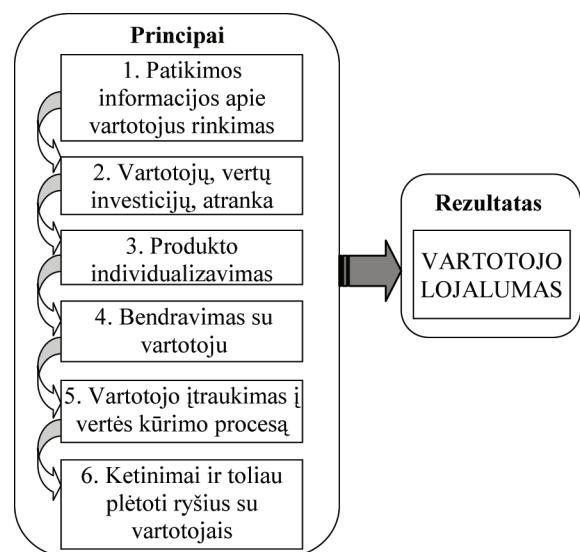 Principai
1. Patikimos
informacijos apie
vartotojus rinkimas
2. Vartotojų, vertų
investicijų, atranka
3. Produkto
individualizavimas
4. Bendravimas su
vartotoju
5. Vartotojo įtraukimas į
vertės kūrimo procesą
6. Ketinimai ir toliau
plėtoti ryšius su
vartotojais
Rezultatas
VARTOTOJO
LOJALUMAS